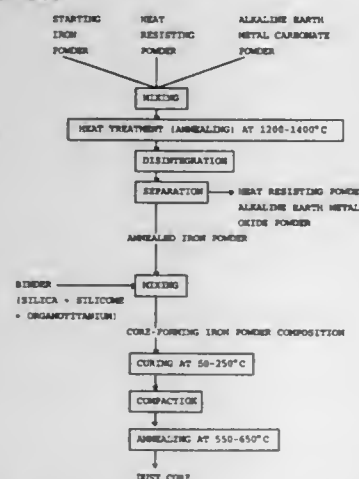 STARTING
IRON
POWDER
HEAT
RESISTING
POWDER
ALKALINE EARTH
METAL CARBONATE
POWDER
MIXING
HEAT TREATMENT (ANNEALING) AT 1200-1400°C
DISINTEGRATION
SEPARATION
HEAT RESISTING POWDER
ALKALINE EARTH METAL
OXIDE POWDER
ANNEALED IRON POWDER
BINDER
(SILICA + SILICONE
+ ORGANOTITANIUM)
MIXING
CORE-FORMING IRON POWDER COMPOSITION
CURING AT 50-250°C
COMPACTION
ANNEALING AT 550-650°C
DUST CORE